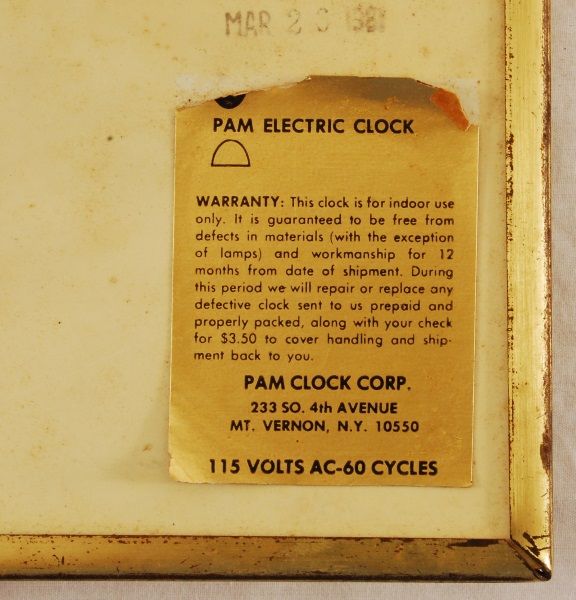 MAR 2
PAM ELECTRIC CLOCK
WARRANTY: This clock is for indoor use
only. It is guaranteed to be free from
defects in materials (with the exception
of lamps) and workmanship for 12
months from date of shipment. During
this period we will repair or replace any
defective clock sent to us prepaid and
properly packed, along with your check
for $3.50 to cover handling and ship-
ment back to you.
PAM CLOCK CORP.
233 SO. 4th AVENUE
MT. VERNON, N.Y. 10550
115 VOLTS AC-60 CYCLES